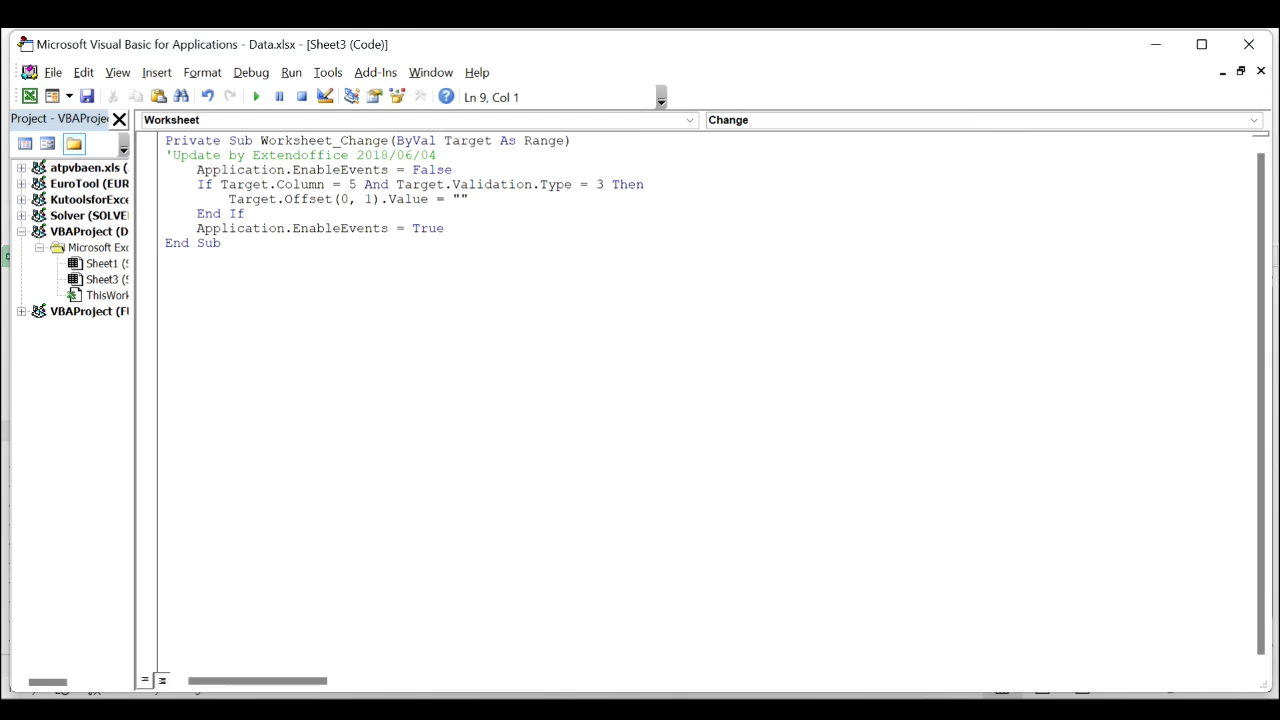 Microsoft Visual Basic for Applications - Data.xlsx - [Sheet3 (Code)]
File Edit View Insert Format Debug Run Tools Add-Ins Window Help
Ln 9, Col 1
Project - VBAProje
Worksheet
Change
atpvbaen.xls (
EuroTool (EUR
KutoolsforExce
Solver (SOLVE
VBAProject (D
Microsoft Exc
Sheet1 (S
Sheet3 (S
ThisWork
VBAProject (FU
Private Sub Worksheet_Change(ByVal Target As Range)
'Update by Extendoffice 2018/06/04
Application.EnableEvents = False
If Target.Column = 5 And Target.Validation.Type = 3 Then
Target.Offset(0, 1).Value = ""
End If
Application.EnableEvents = True
End Sub